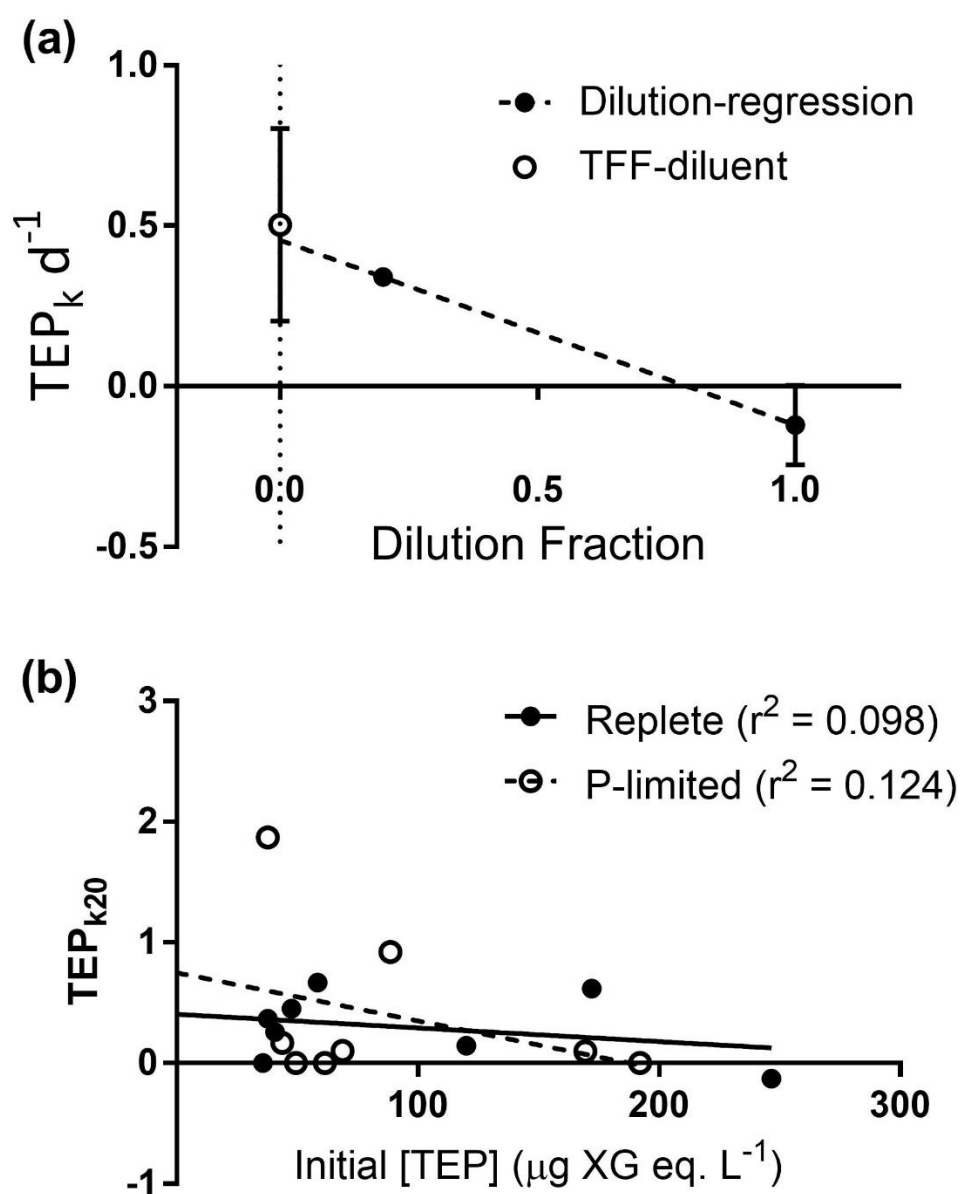 (a)
1.0
0.5
0.0
-0.5
TEPₖ d⁻¹
Dilution-regression
TFF-diluent
0.0 0.5 1.0
Dilution Fraction
(b)
3
2
1
0
-1
TEPₖ₂₀
Replete (r² = 0.098)
P-limited (r² = 0.124)
100 200 300
Initial [TEP] (μg XG eq. L⁻¹)